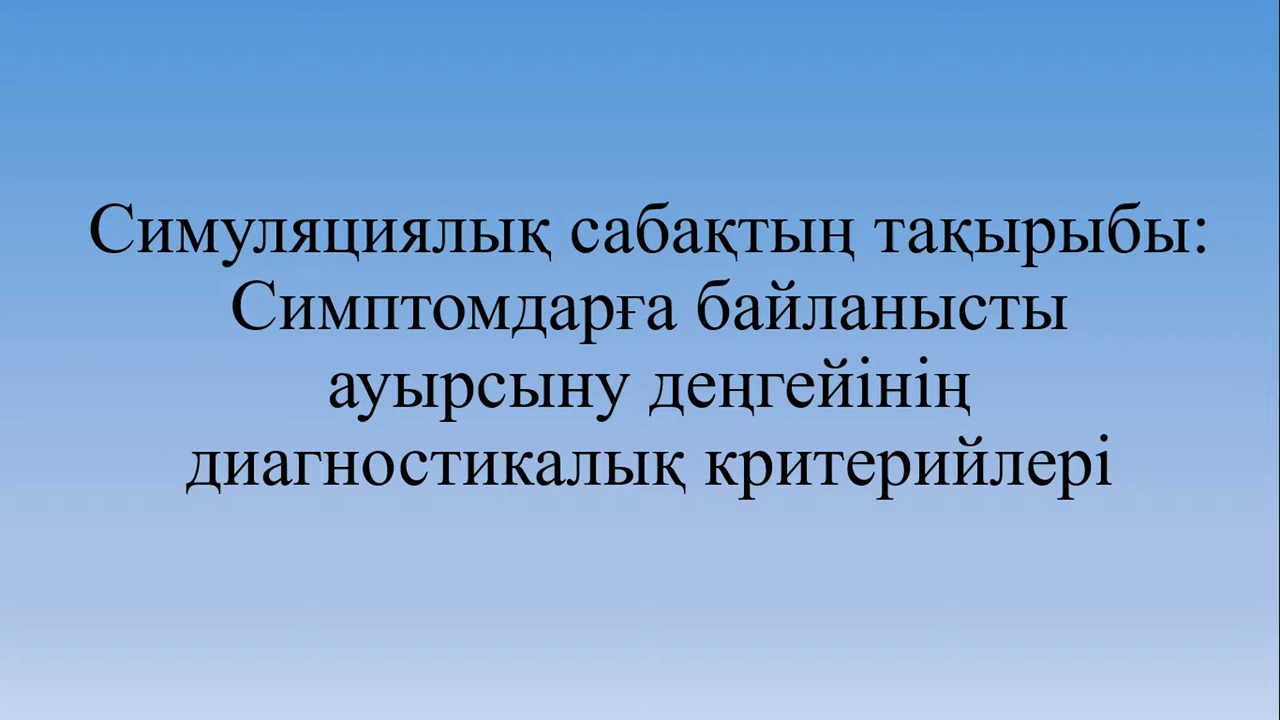 Симуляциялық сабақтың тақырыбы:
Симптомдарға байланысты
ауырсыну деңгейінің
диагностикалық критерийлері